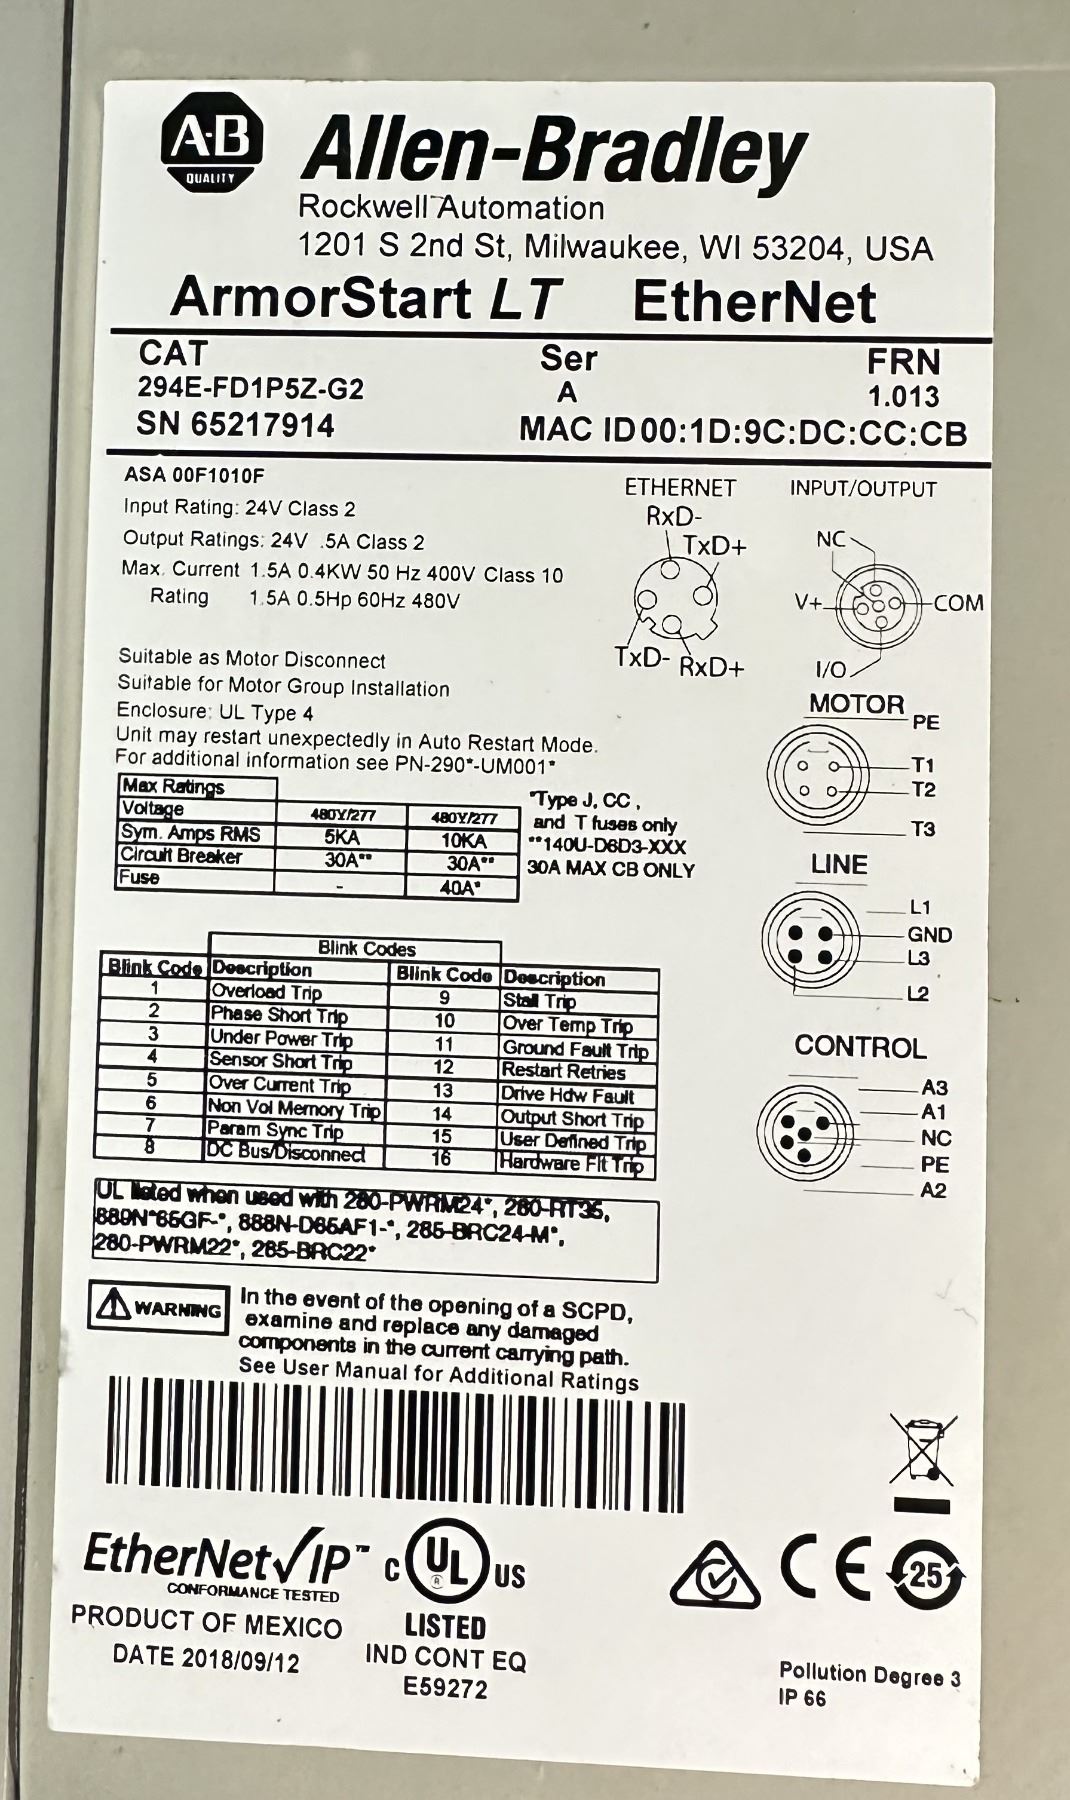 A-B
QUALITY
Allen-Bradley
Rockwell Automation
1201 S 2nd St, Milwaukee, WI 53204, USA
ArmorStart LT EtherNet
CAT Ser FRN
294E-FD1P5Z-G2 A 1.013
SN 65217914 MAC ID 00:1D:9C:DC:CC:CB
ASA 00F1010F
Input Rating: 24V Class 2
Output Ratings: 24V .5A Class 2
Max. Current 1.5A 0.4KW 50 Hz 400V Class 10
Rating 1.5A 0.5Hp 60Hz 480V
Suitable as Motor Disconnect
Suitable for Motor Group Installation
Enclosure: UL Type 4
Unit may restart unexpectedly in Auto Restart Mode.
For additional information see PN-290*-UM001*
ETHERNET
RxD-
TxD+
TxD- RxD+
INPUT/OUTPUT
NC
V+ COM
I/O
MOTOR
PE
T1
T2
T3
LINE
L1
GND
L3
L2
CONTROL
A3
A1
NC
PE
A2
Max Ratings
Voltage 480Y/277 480Y/277
Sym. Amps RMS 5KA 10KA
Circuit Breaker 30A** 30A**
Fuse - 40A*
*Type J, CC ,
and T fuses only
**140U-D6D3-XXX
30A MAX CB ONLY
Blink Codes
Blink Code Description Blink Code Description
1 Overload Trip 9 Stall Trip
2 Phase Short Trip 10 Over Temp Trip
3 Under Power Trip 11 Ground Fault Trip
4 Sensor Short Trip 12 Restart Retries
5 Over Current Trip 13 Drive Hdw Fault
6 Non Vol Memory Trip 14 Output Short Trip
7 Param Sync Trip 15 User Defined Trip
8 DC Bus/Disconnect 16 Hardware Flt Trip
UL listed when used with 280-PWRM24*, 280-RT35,
889N*65GF-*, 888N-D65AF1-*, 285-BRC24-M*,
280-PWRM22*, 285-BRC22*
WARNING
In the event of the opening of a SCPD,
examine and replace any damaged
components in the current carrying path.
See User Manual for Additional Ratings
EtherNet/IP™
CONFORMANCE TESTED
PRODUCT OF MEXICO
DATE 2018/09/12
C UL US
®
LISTED
IND CONT EQ
E59272
CE
25
Pollution Degree 3
IP 66